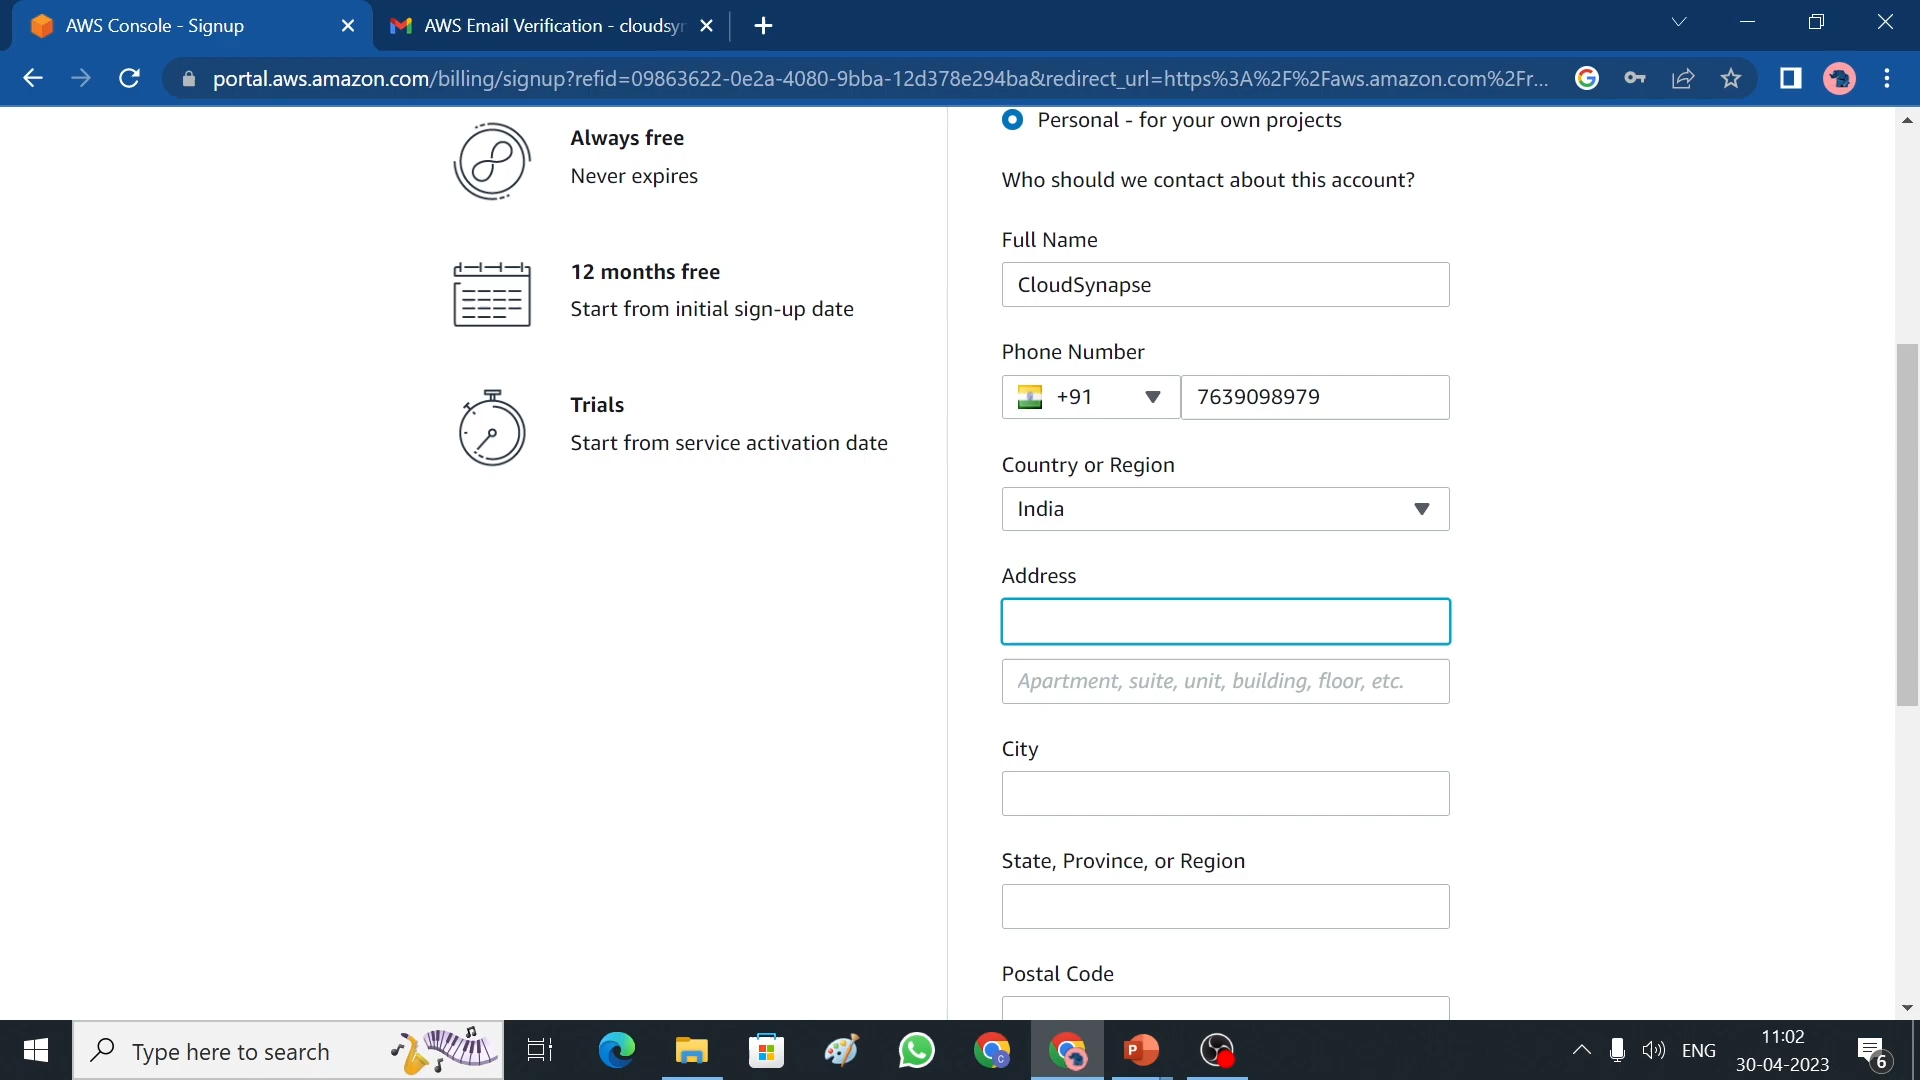 AWS Console - Signup
AWS Email Verification - cloudsyn
portal.aws.amazon.com/billing/signup?refid=09863622-0e2a-4080-9bba-12d378e294ba&redirect_url=https%3A%2F%2Faws.amazon.com%2Fr...
Always free
Never expires
12 months free
Start from initial sign-up date
Trials
Start from service activation date
Personal - for your own projects
Who should we contact about this account?
Full Name
CloudSynapse
Phone Number
+91
7639098979
Country or Region
India
Address
Apartment, suite, unit, building, floor, etc.
City
State, Province, or Region
Postal Code
Type here to search
ENG
11:02
30-04-2023
6